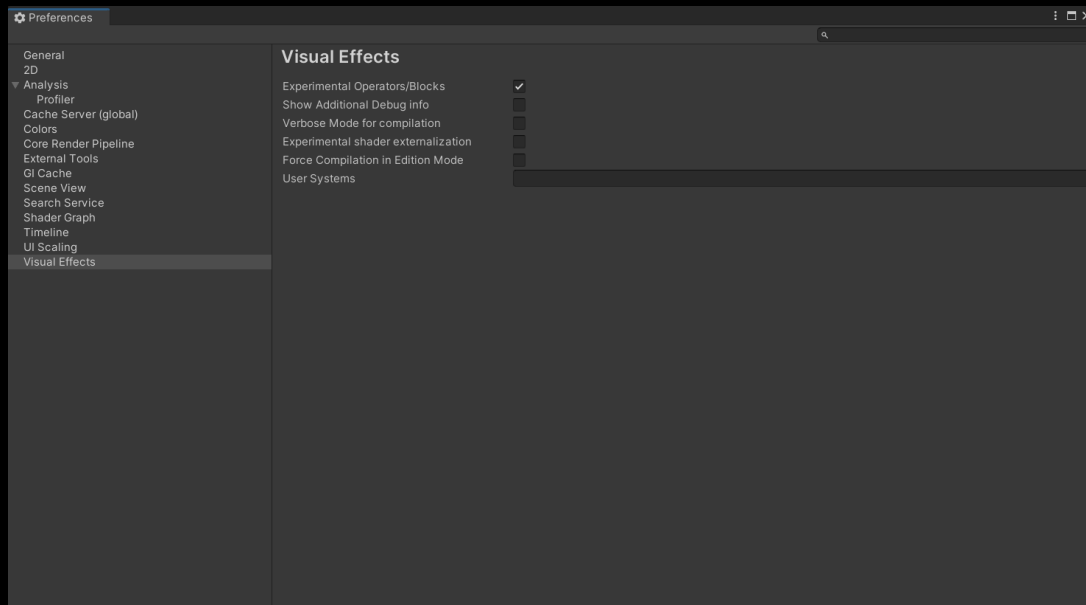 Preferences
General
2D
Analysis
Profiler
Cache Server (global)
Colors
Core Render Pipeline
External Tools
GI Cache
Scene View
Search Service
Shader Graph
Timeline
UI Scaling
Visual Effects
Visual Effects
Experimental Operators/Blocks
Show Additional Debug info
Verbose Mode for compilation
Experimental shader externalization
Force Compilation in Edition Mode
User Systems